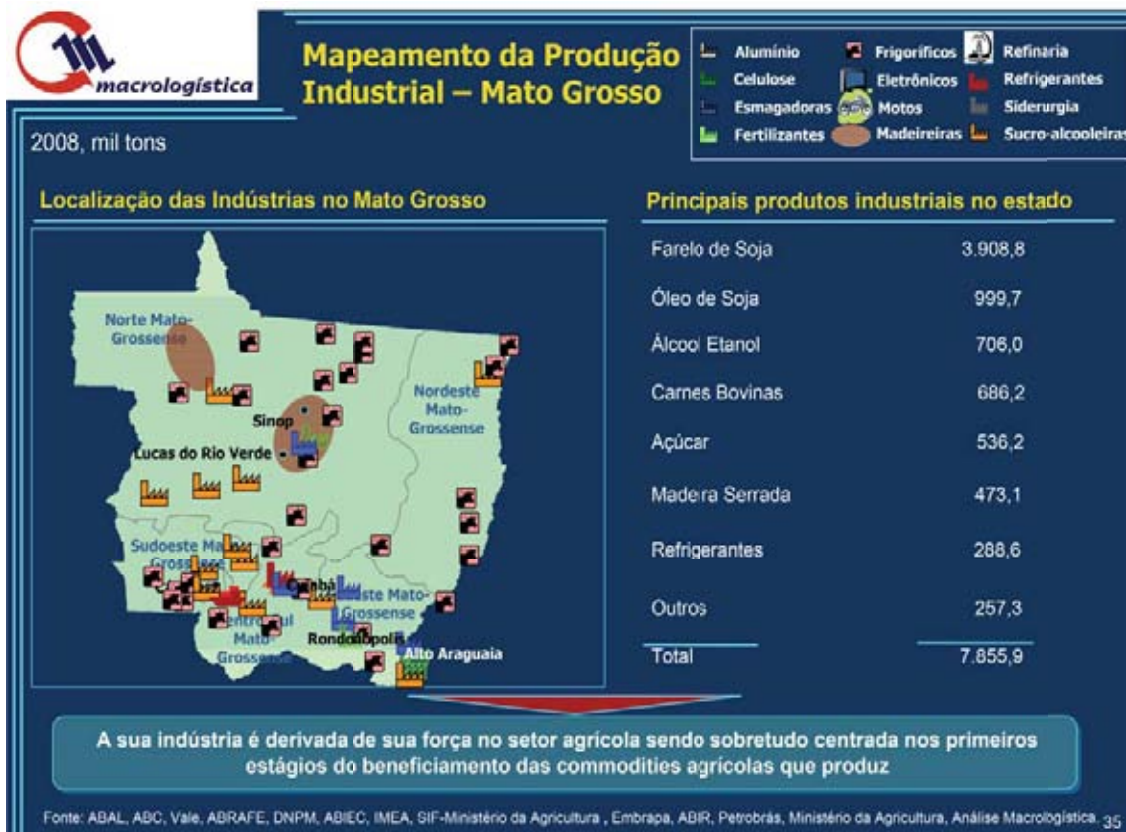 macrologística
Mapeamento da Produção
Industrial – Mato Grosso
Alumínio
Celulose
Esmagadoras
Fertilizantes
Frigoríficos
Eletrônicos
Motos
Madeireiras
Refinaria
Refrigerantes
Siderurgia
Sucro-alcooleiras
2008, mil tons
Localização das Indústrias no Mato Grosso
Norte Mato-
Grossense
Nordeste
Mato-
Grossense
Sinop
Lucas do Rio Verde
Sudoeste
Mato-
Grossense
Rondonópolis
Alto Araguaia
Principais produtos industriais no estado
Farelo de Soja 3.908,8
Óleo de Soja 999,7
Álcool Etanol 706,0
Carnes Bovinas 686,2
Açúcar 536,2
Madeira Serrada 473,1
Refrigerantes 288,6
Outros 257,3
Total 7.855,9
A sua indústria é derivada de sua força no setor agrícola sendo sobretudo centrada nos primeiros
estágios do beneficiamento das commodities agrícolas que produz
Fonte: ABAL, ABC, Vale, ABRAFE, DNPM, ABIEC, IMEA, SIF-Ministério da Agricultura , Embrapa, ABIR, Petrobrás, Ministério da Agricultura, Análise Macrologística. 35